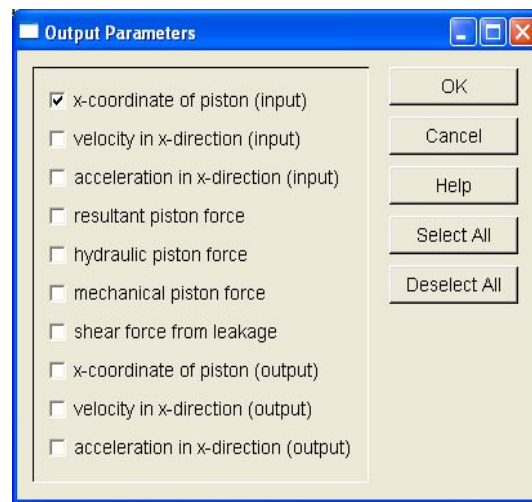 Output Parameters
x-coordinate of piston (input)
velocity in x-direction (input)
acceleration in x-direction (input)
resultant piston force
hydraulic piston force
mechanical piston force
shear force from leakage
x-coordinate of piston (output)
velocity in x-direction (output)
acceleration in x-direction (output)
OK
Cancel
Help
Select All
Deselect All